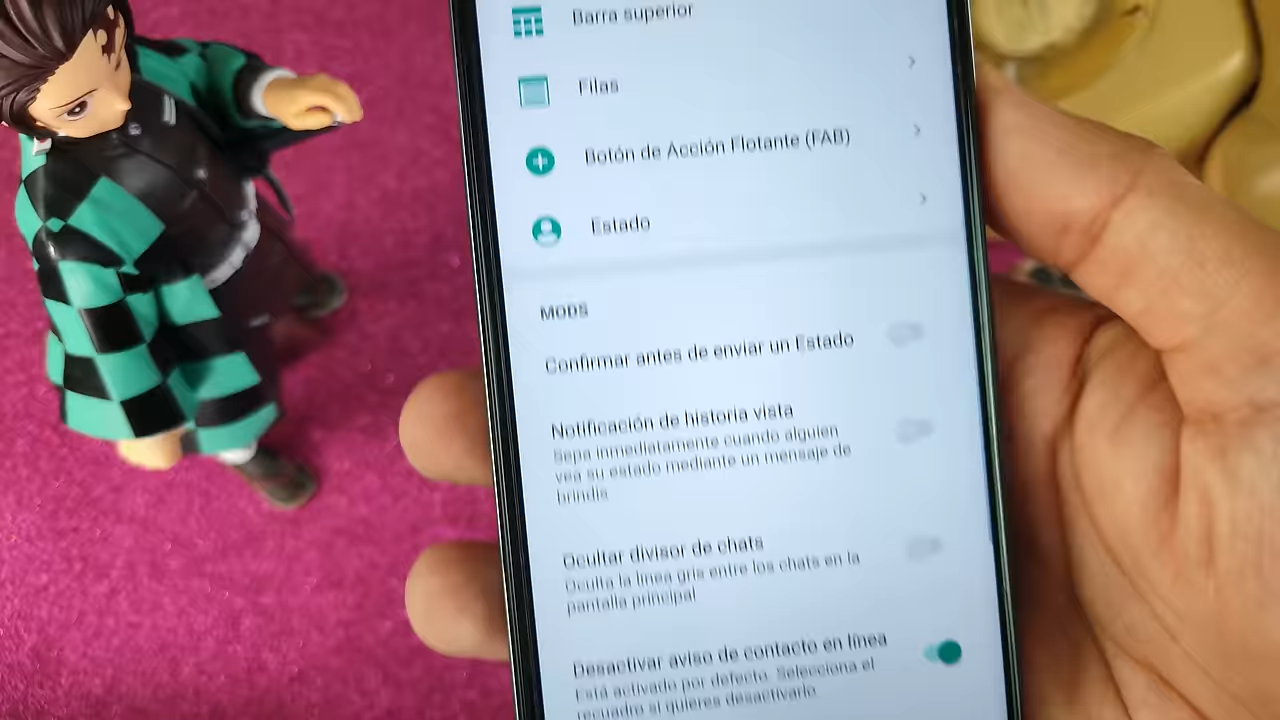 Barra superior
Filas
Botón de Acción Flotante (FAB)
Estado
MODS
Confirmar antes de enviar un Estado
Notificación de historia vista
Sepa inmedietamente cuando alguien
vea su estado mediante un mensaje de
brindis
Ocultar divisor de chats
Oculta la línea gris entre los chats en la
pantalla principal
Desactivar aviso de contacto en línea
Está activado por defecto. Selecciona el
recuadro si quieres desactivarlo